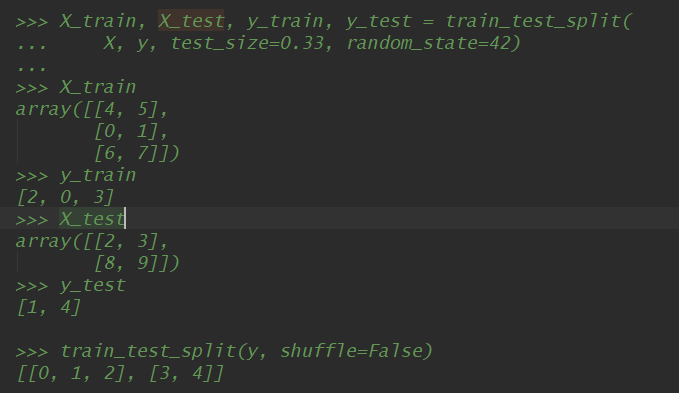 >>> X_train, X_test, y_train, y_test = train_test_split(
...     X, y, test_size=0.33, random_state=42)
...
>>> X_train
array([[4, 5],
       [0, 1],
       [6, 7]])
>>> y_train
[2, 0, 3]
>>> X_test
array([[2, 3],
       [8, 9]])
>>> y_test
[1, 4]
>>> train_test_split(y, shuffle=False)
[[0, 1, 2], [3, 4]]